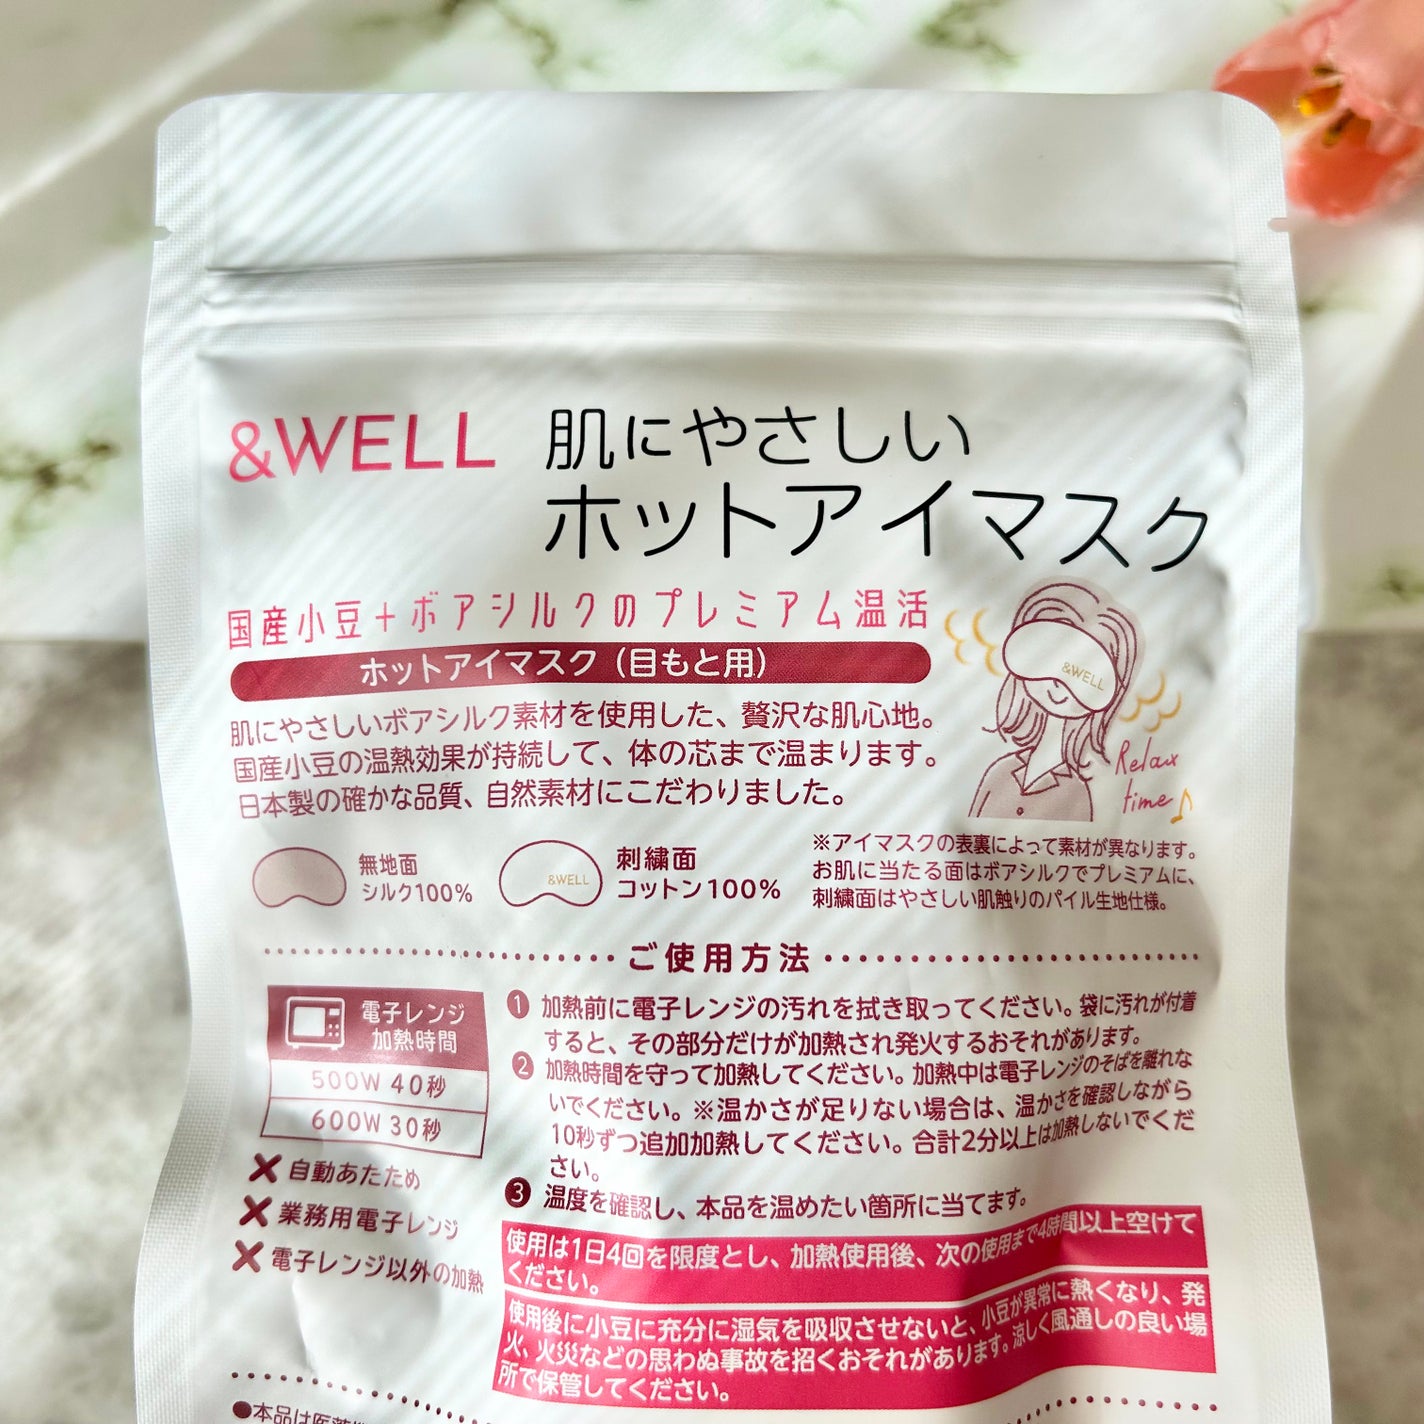 &WELL 肌にやさしい
ホットアイマスク
国産小豆+ボアシルクのプレミアム温活
ホットアイマスク(目もと用)
&WELL
Relax
time♪
肌にやさしいボアシルク素材を使用した、贅沢な肌心地。
国産小豆の温熱効果が持続して、体の芯まで温まります。
日本製の確かな品質、自然素材にこだわりました。
無地面
シルク100%
&WELL
刺繍面
コットン100%
※アイマスクの表裏によって素材が異なります。
お肌に当たる面はボアシルクでプレミアムに、
刺繍面はやさしい肌触りのパイル生地仕様。
ご使用方法
電子レンジ
加熱時間
500W 40秒
600W 30秒
✕ 自動あたため
✕ 業務用電子レンジ
✕ 電子レンジ以外の加熱
❶ 加熱前に電子レンジの汚れを拭き取ってください。袋に汚れが付着
すると、その部分だけが加熱され発火するおそれがあります。
❷ 加熱時間を守って加熱してください。加熱中は電子レンジのそばを離れな
いでください。※温かさが足りない場合は、温かさを確認しながら
10秒ずつ追加加熱してください。合計2分以上は加熱しないでくだ
さい。
❸ 温度を確認し、本品を温めたい箇所に当てます。
使用は1日4回を限度とし、加熱使用後、次の使用まで4時間以上空けて
ください。
使用後に小豆に充分に湿気を吸収させないと、小豆が異常に熱くなり、発
火、火災などの思わぬ事故を招くおそれがあります。涼しく風通しの良い場
所で保管してください。
●本品は医薬